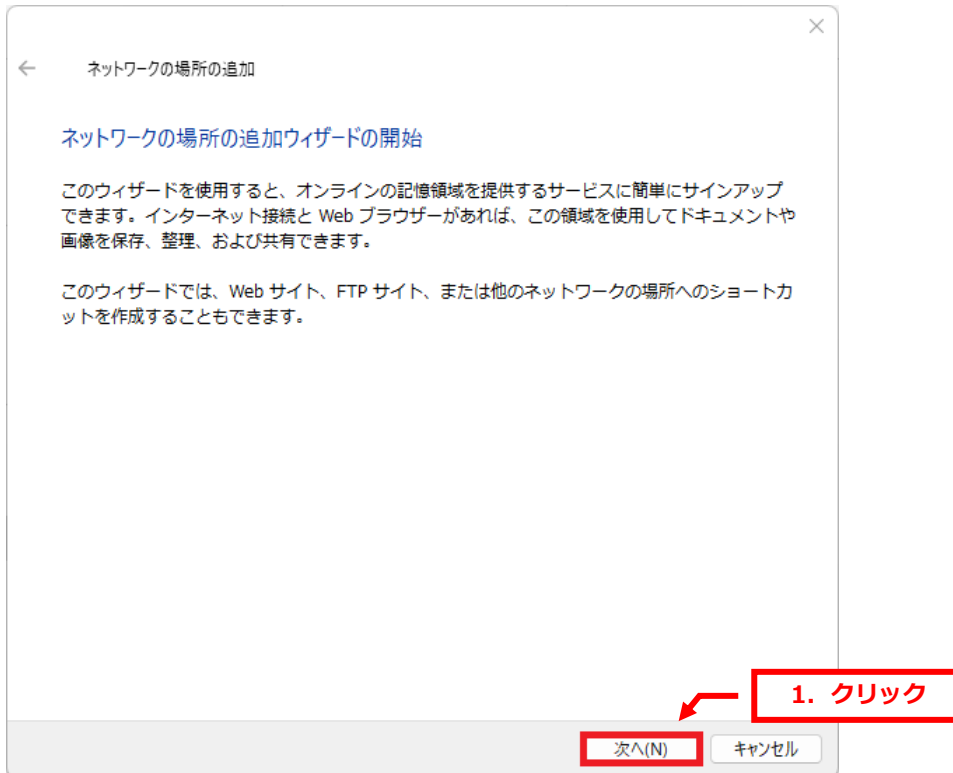 ネットワークの場所の追加
ネットワークの場所の追加ウィザードの開始
このウィザードを使用すると、オンラインの記憶領域を提供するサービスに簡単にサインアップ
できます。インターネット接続と Web ブラウザーがあれば、この領域を使用してドキュメントや
画像を保存、整理、および共有できます。
このウィザードでは、Web サイト、FTP サイト、または他のネットワークの場所へのショートカ
ットを作成することもできます。
1. クリック
次へ(N)
キャンセル